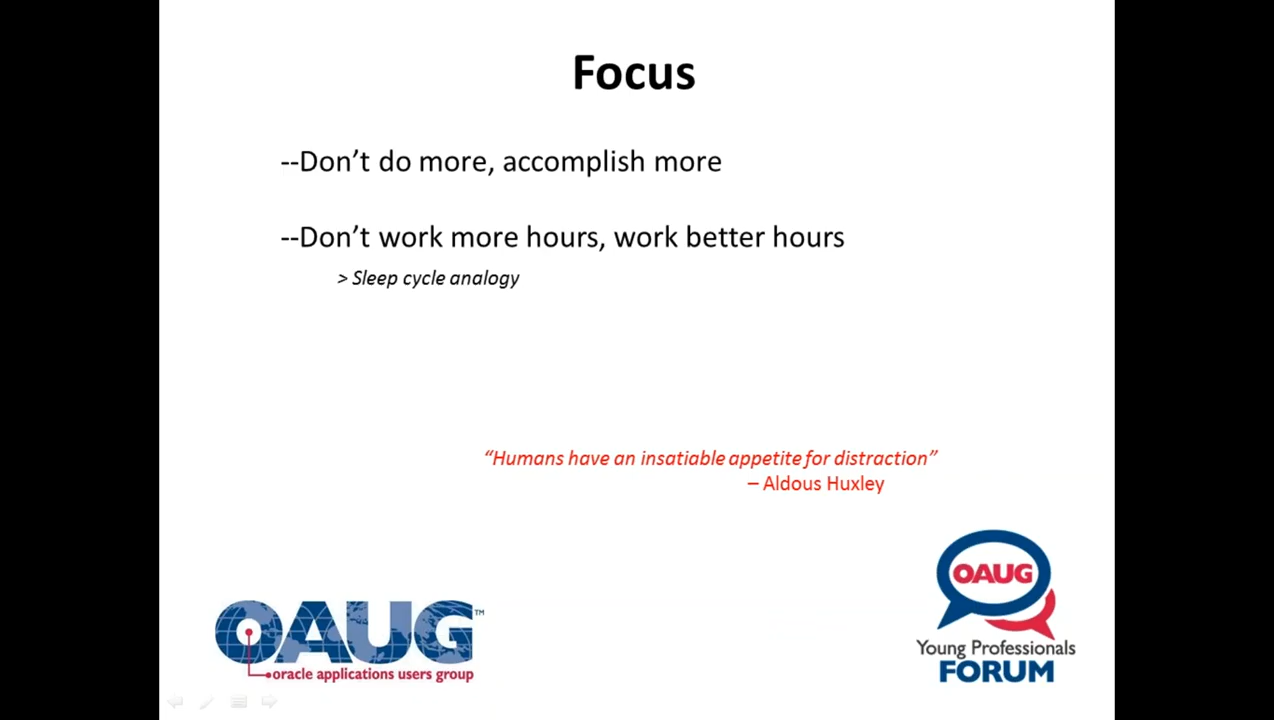 Focus
--Don’t do more, accomplish more
--Don’t work more hours, work better hours
> Sleep cycle analogy
“Humans have an insatiable appetite for distraction”
– Aldous Huxley
OAUG™
oracle applications users group
OAUG
Young Professionals
FORUM